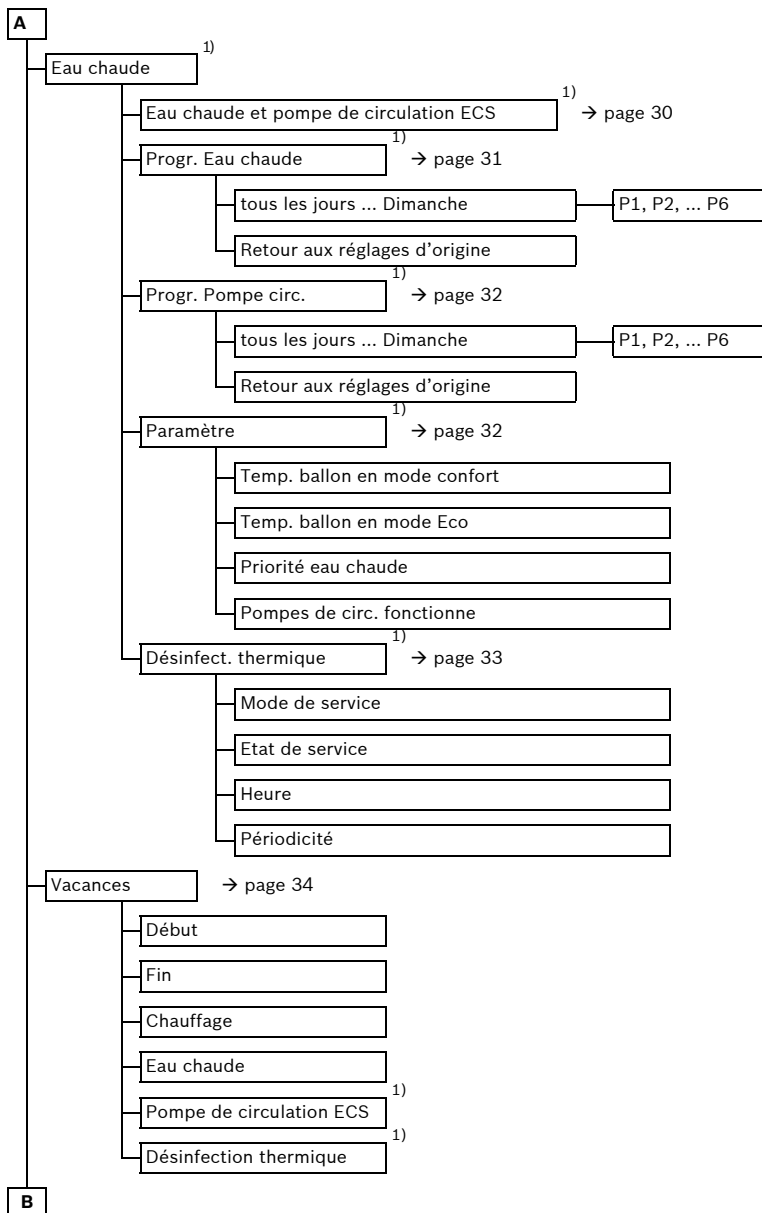 A
Eau chaude 1)
Eau chaude et pompe de circulation ECS 1) → page 30
Progr. Eau chaude 1) → page 31
tous les jours ... Dimanche P1, P2, ... P6
Retour aux réglages d'origine
Progr. Pompe circ. 1) → page 32
tous les jours ... Dimanche P1, P2, ... P6
Retour aux réglages d'origine
Paramètre 1) → page 32
Temp. ballon en mode confort
Temp. ballon en mode Eco
Priorité eau chaude
Pompes de circ. fonctionne
Désinfect. thermique 1) → page 33
Mode de service
Etat de service
Heure
Périodicité
Vacances → page 34
Début
Fin
Chauffage
Eau chaude
Pompe de circulation ECS 1)
Désinfection thermique 1)
B